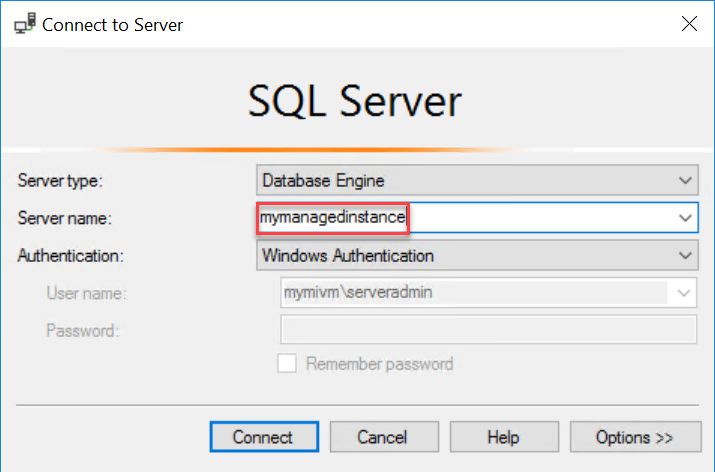 Connect to Server
SQL Server
Server type: Database Engine
Server name: mymanagedinstance
Authentication: Windows Authentication
User name: mymivm\serveradmin
Password:
Remember password
Connect Cancel Help Options >>